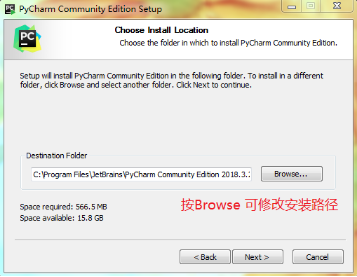 PyCharm Community Edition Setup
PC
Choose Install Location
Choose the folder in which to install PyCharm Community Edition.
Setup will install PyCharm Community Edition in the following folder. To install in a different
folder, click Browse and select another folder. Click Next to continue.
Destination Folder
C:\Program Files\JetBrains\PyCharm Community Edition 2018.3.
Browse...
Space required: 566.5 MB
Space available: 15.8 GB
按Browse 可修改安装路径
< Back
Next >
Cancel